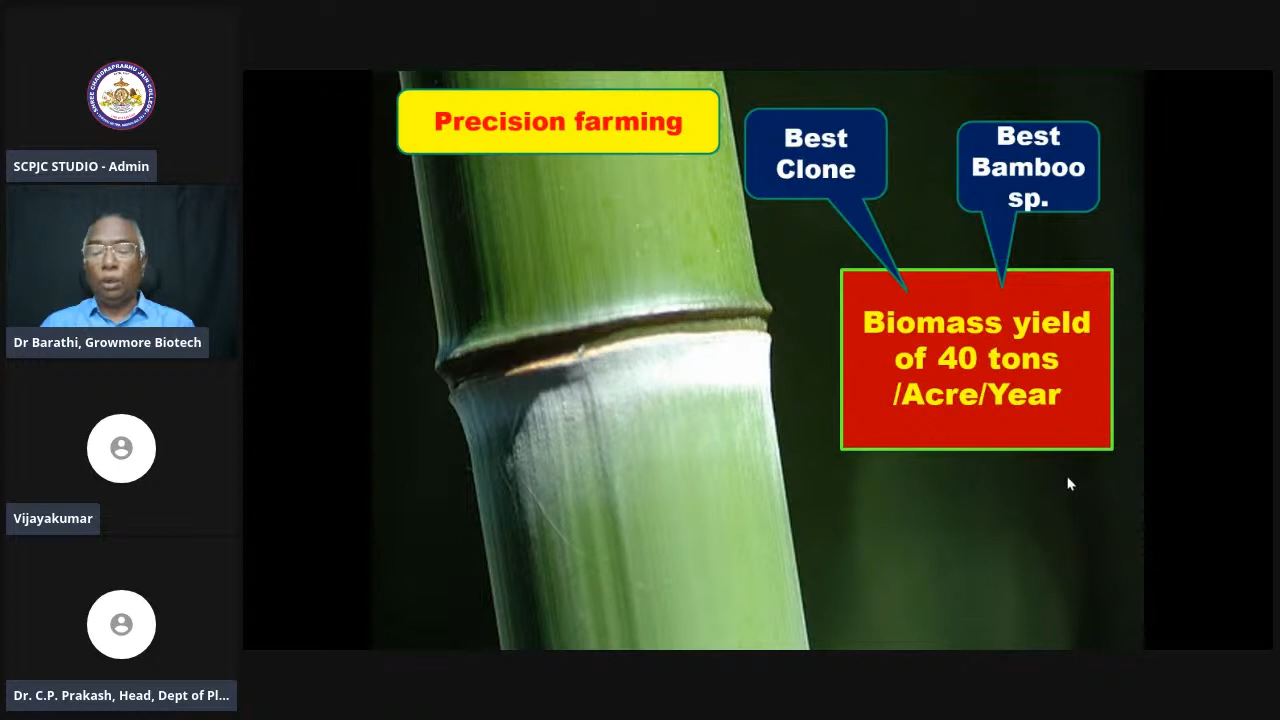 SCPJC STUDIO - Admin
Dr Barathi, Growmore Biotech
Vijayakumar
Dr. C.P. Prakash, Head, Dept of Pl...
Precision farming
Best
Clone
Best
Bamboo
sp.
Biomass yield
of 40 tons
/Acre/Year